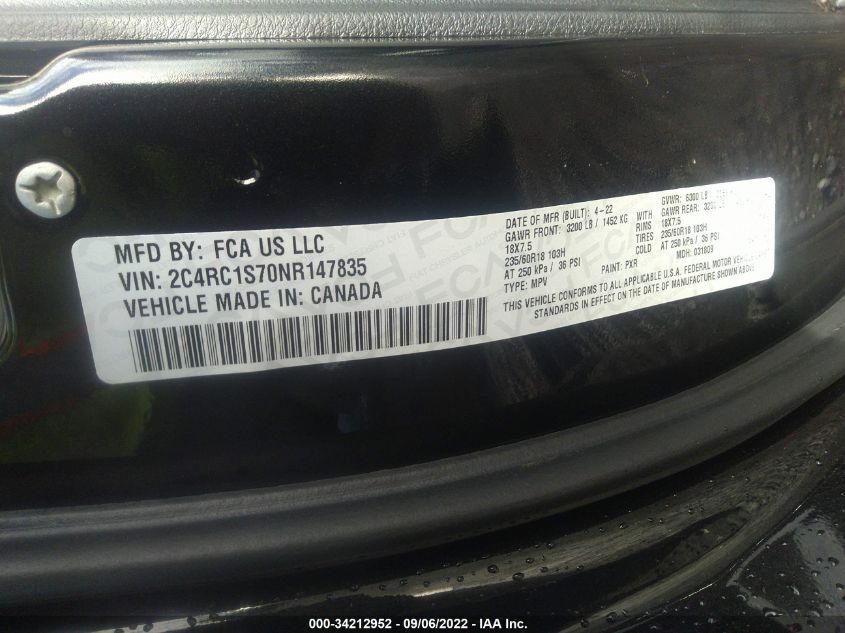 MFD BY: FCA US LLC
VIN: 2C4RC1S70NR147835
VEHICLE MADE IN: CANADA
DATE OF MFR (BUILT): 4-22 GVWR: 6300 LB
GAWR FRONT: 3200 LB / 1452 KG WITH GAWR REAR:
18X7.5 RIMS 18X7.5
235/60R18 103H TIRES 235/60R18 103H
AT 250 kPa / 36 PSI COLD AT 250 kPa / 36 PSI
TYPE: MPV PAINT: PXR MDH: 031809
THIS VEHICLE CONFORMS TO ALL APPLICABLE U.S. FEDERAL MOTOR VEHICLE SAFETY
STANDARDS IN EFFECT ON THE DATE OF MANUFACTURE SHOWN ABOVE
000-34212952 - 09/06/2022 - IAA Inc.